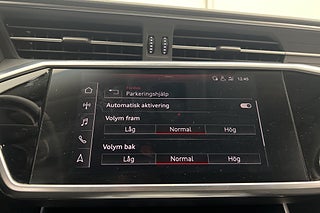 12:45
Parkeringshjälp
Automatisk aktivering
Volym fram
Låg Normal Hög
Volym bak
Låg Normal Hög